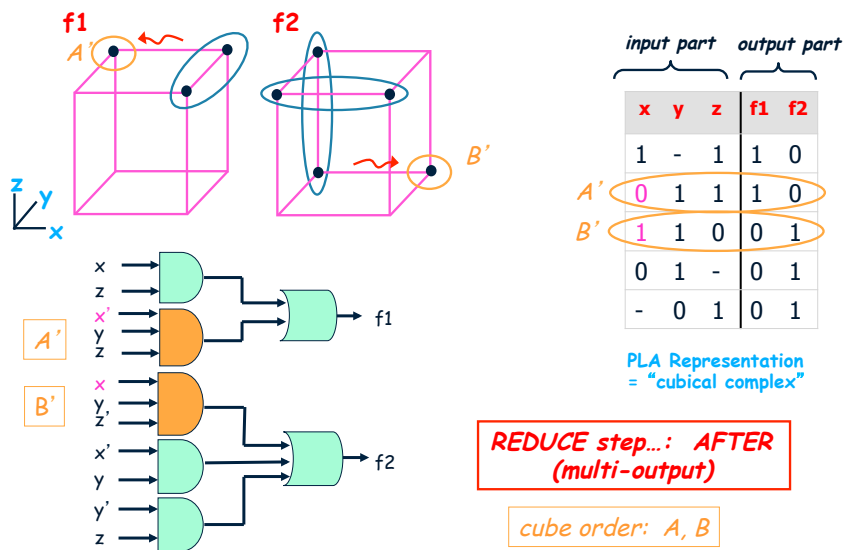 f1
f2
A'
B'
z
y
x
input part
output part
x y z f1 f2
1 - 1 1 0
A' 0 1 1 1 0
B' 1 1 0 0 1
0 1 - 0 1
- 0 1 0 1
PLA Representation
= “cubical complex”
x
z
x'
A' y
z
f1
x
B' y
z'
x'
y
y'
z
f2
REDUCE step…: AFTER
(multi-output)
cube order: A, B